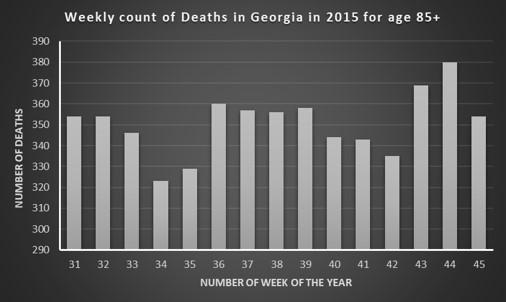 Weekly count of Deaths in Georgia in 2015 for age 85+
390
380
370
360
350
340
330
320
310
300
290
NUMBER OF DEATHS
31 32 33 34 35 36 37 38 39 40 41 42 43 44 45
NUMBER OF WEEK OF THE YEAR